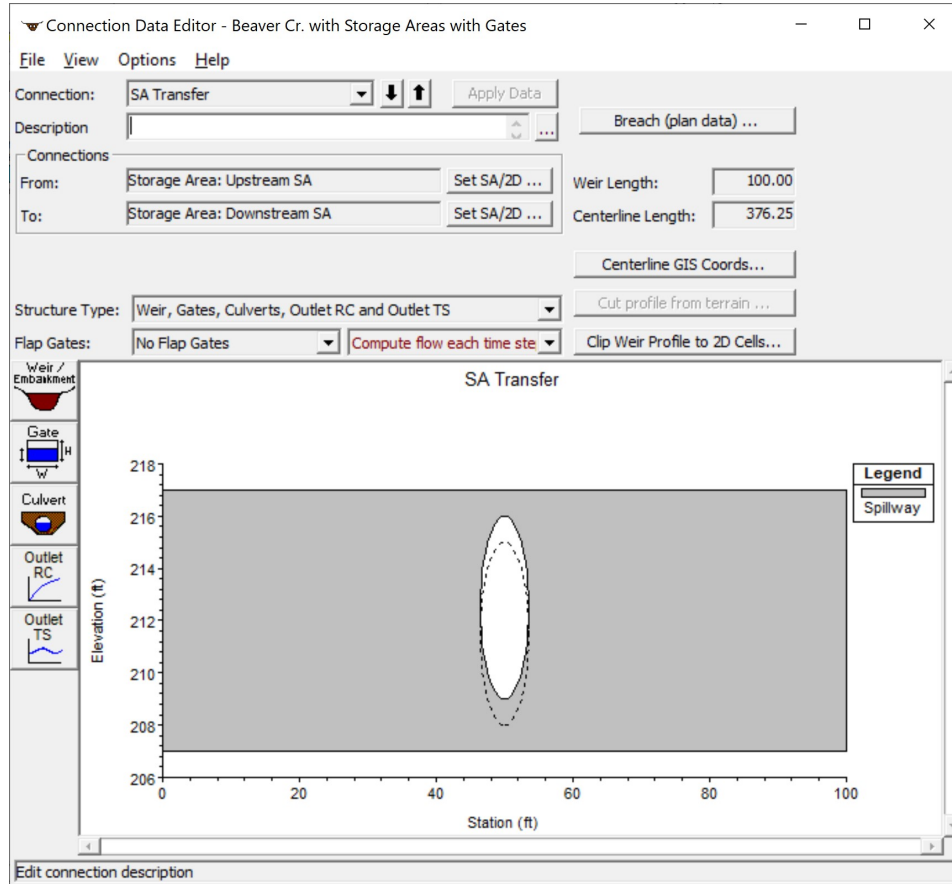 Connection Data Editor - Beaver Cr. with Storage Areas with Gates
File View Options Help
Connection: SA Transfer Apply Data
Description ... Breach (plan data) ...
Connections
From: Storage Area: Upstream SA Set SA/2D ... Weir Length: 100.00
To: Storage Area: Downstream SA Set SA/2D ... Centerline Length: 376.25
Centerline GIS Coords...
Structure Type: Weir, Gates, Culverts, Outlet RC and Outlet TS Cut profile from terrain ...
Flap Gates: No Flap Gates Compute flow each time ste Clip Weir Profile to 2D Cells...
Weir /
Embankment
Gate
H
W
Culvert
Outlet
RC
Outlet
TS
SA Transfer
218
216
214
212
210
208
206
Elevation (ft)
0 20 40 60 80 100
Station (ft)
Legend
Spillway
Edit connection description